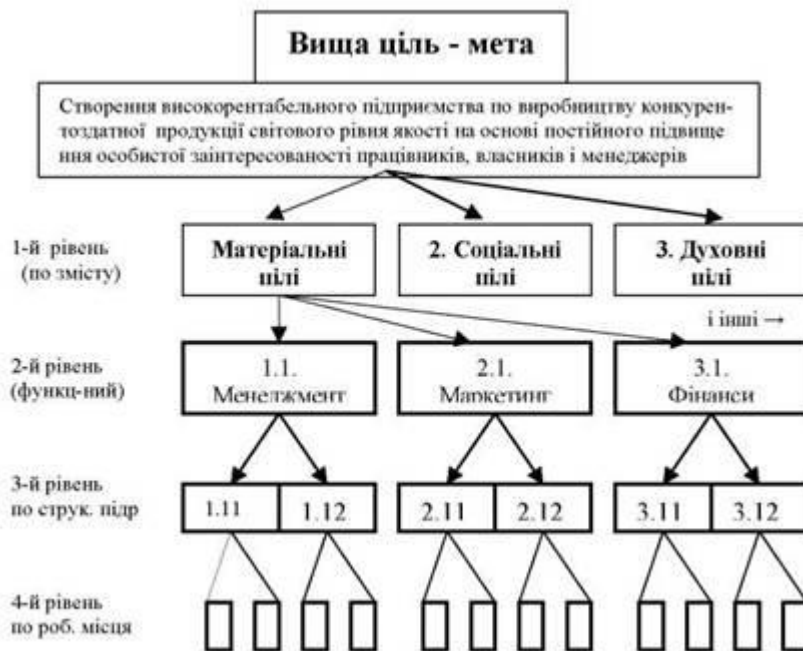 Вища ціль - мета
Створення високорентабельного підприємства по виробництву конкурен-
тоздатної продукції світового рівня якості на основі постійного підвище
ння особистої заінтересованості працівників, власників і менеджерів
1-й рівень
(по змісту)
Матеріальні
цілі
2. Соціальні
цілі
3. Духовні
цілі
і інші →
2-й рівень
(функц-ний)
1.1.
Менеджмент
2.1.
Маркетинг
3.1.
Фінанси
3-й рівень
по струк. підр
1.11
1.12
2.11
2.12
3.11
3.12
4-й рівень
по роб. місця